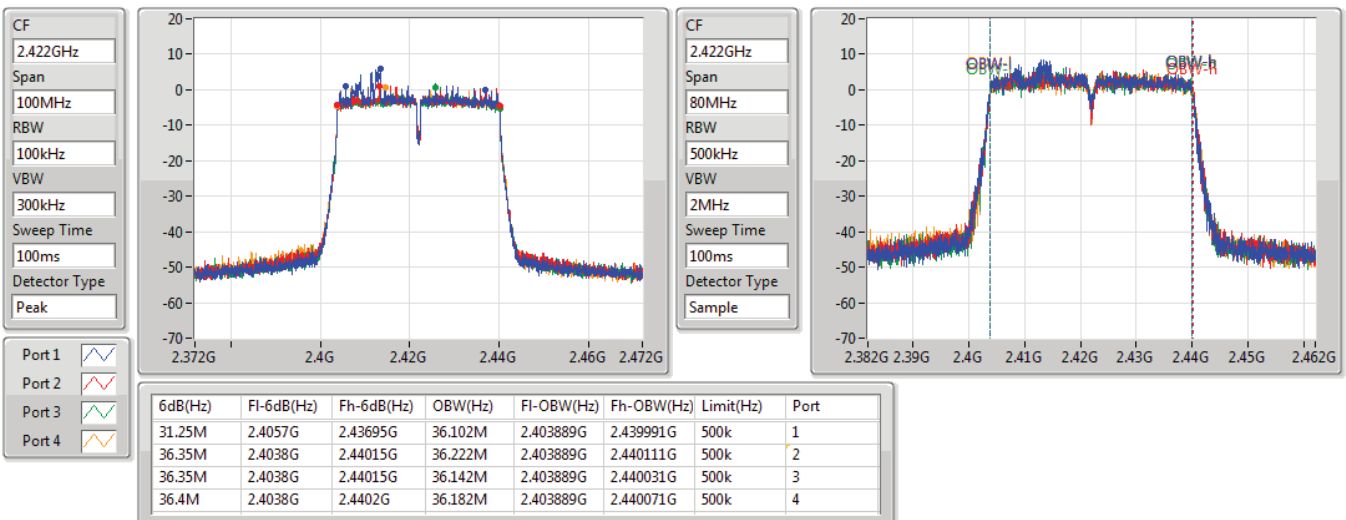 CF
2.422GHz
Span
100MHz
RBW
100kHz
VBW
300kHz
Sweep Time
100ms
Detector Type
Peak
20
10
0
-10
-20
-30
-40
-50
-60
-70
2.372G 2.4G 2.42G 2.44G 2.46G 2.472G
CF
2.422GHz
Span
80MHz
RBW
500kHz
VBW
2MHz
Sweep Time
100ms
Detector Type
Sample
20
10
0
-10
-20
-30
-40
-50
-60
-70
OBW-l OBW-h
2.382G 2.39G 2.4G 2.41G 2.42G 2.43G 2.44G 2.45G 2.462G
Port 1
Port 2
Port 3
Port 4
6dB(Hz) Fl-6dB(Hz) Fh-6dB(Hz) OBW(Hz) Fl-OBW(Hz) Fh-OBW(Hz) Limit(Hz) Port
31.25M 2.4057G 2.43695G 36.102M 2.403889G 2.439991G 500k 1
36.35M 2.4038G 2.44015G 36.222M 2.403889G 2.440111G 500k 2
36.35M 2.4038G 2.44015G 36.142M 2.403889G 2.440031G 500k 3
36.4M 2.4038G 2.4402G 36.182M 2.403889G 2.440071G 500k 4